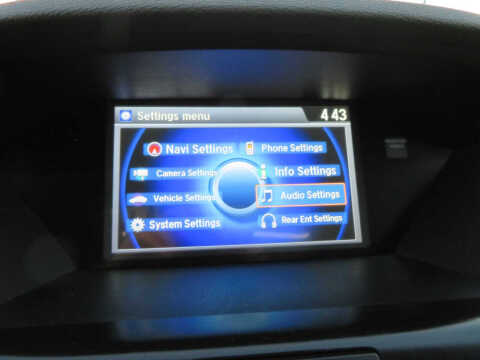 Settings menu
4 43
Navi Settings
Phone Settings
Camera Settings
Info Settings
Vehicle Settings
Audio Settings
System Settings
Rear Ent Settings